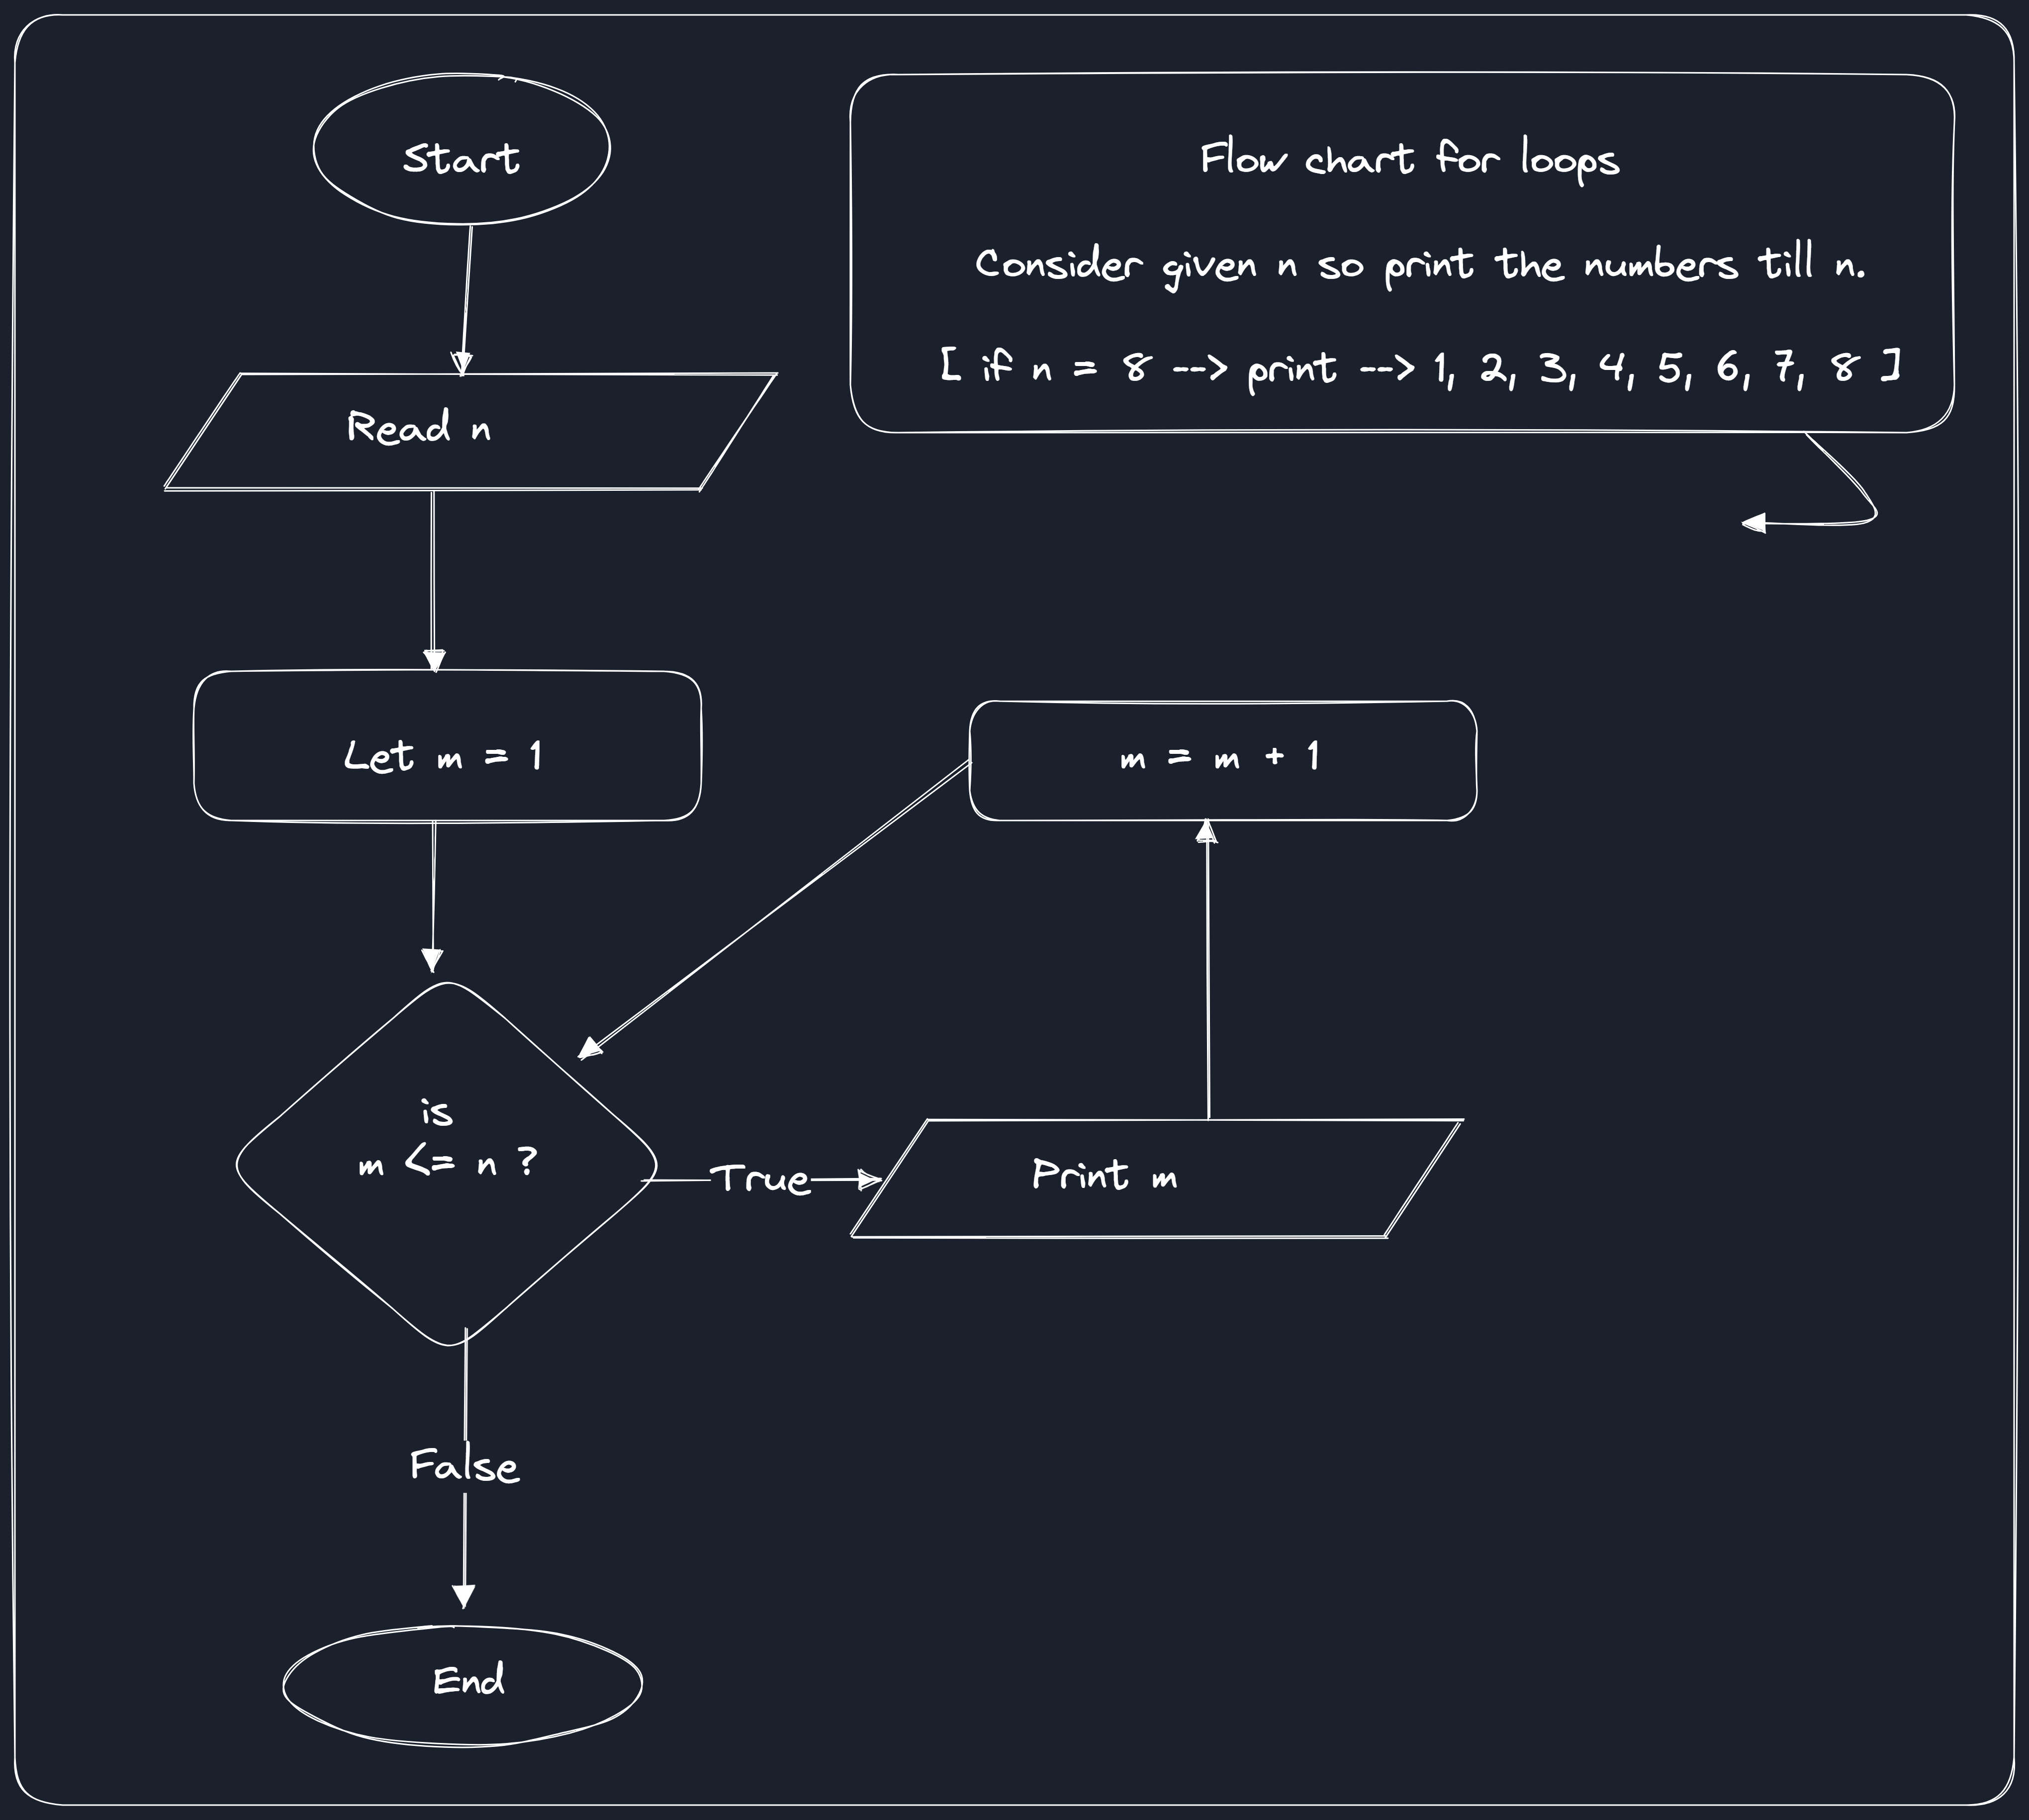 Start
Flow chart for loops
Consider given n so print the numbers till n.
[ if n = 8 --> print --> 1, 2, 3, 4, 5, 6, 7, 8 ]
Read n
Let m = 1
m = m + 1
is
m <= n ?
True
Print m
False
End